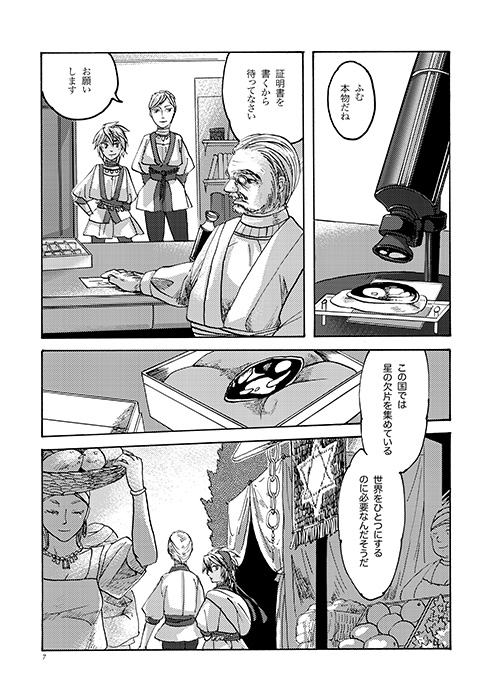 ふむ
本物だね
証明書を
書くから
待ってなさい
お願い
します
この国では
星の欠片を集めている
世界をひとつにする
のに必要なんだそうだ
7